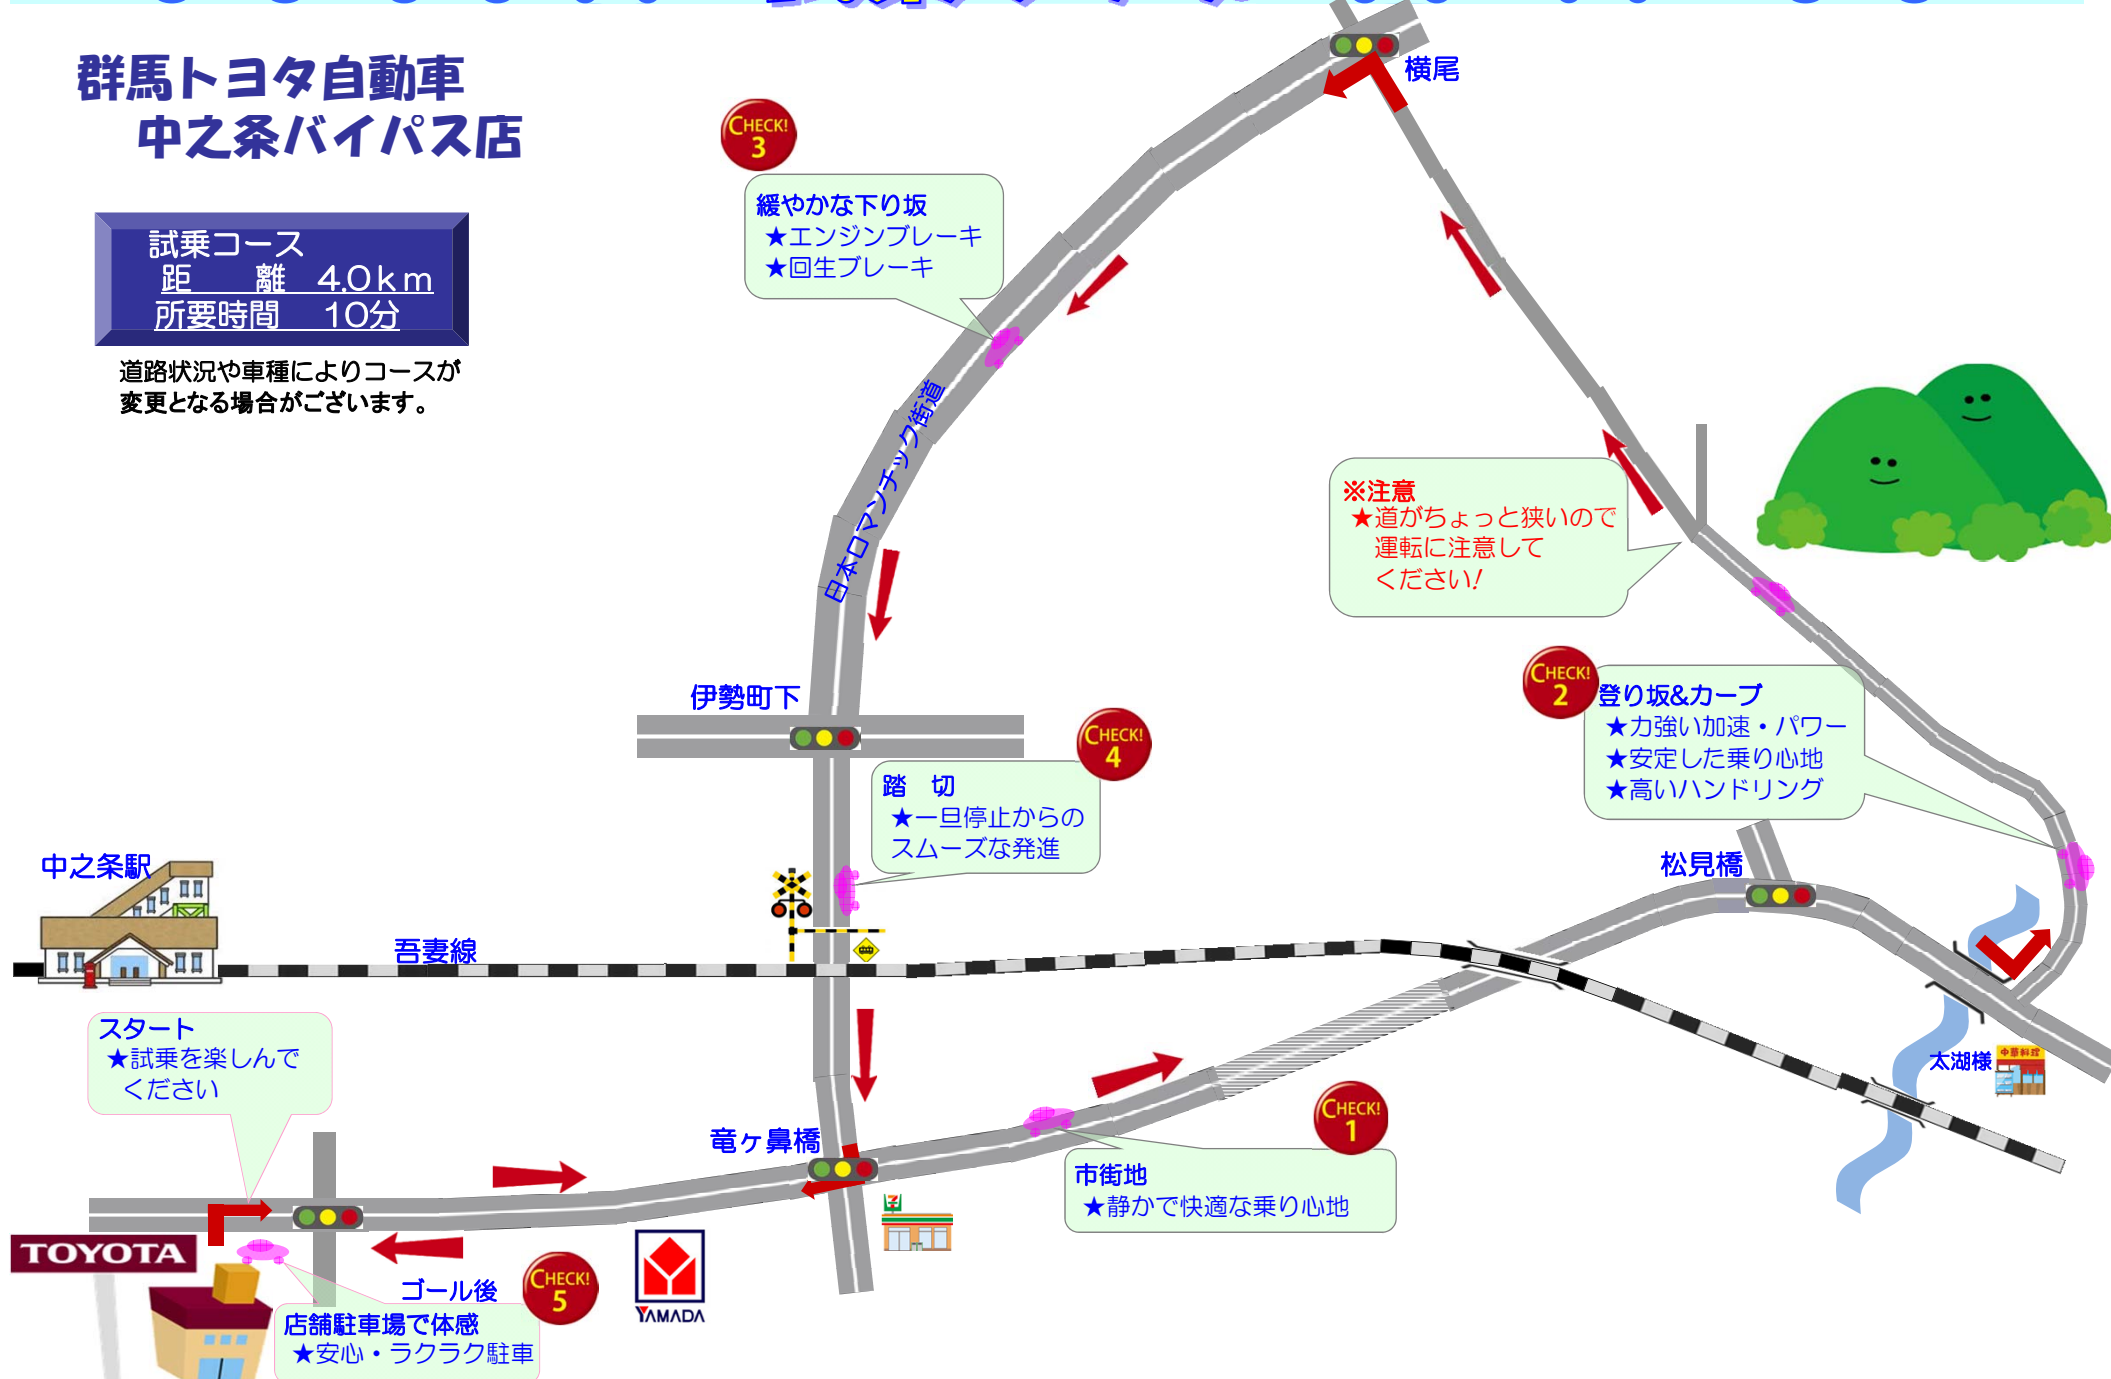 群馬トヨタ自動車
中之条バイパス店
試乗コース
距　　離　4.0km
所要時間　10分
道路状況や車種によりコースが
変更となる場合がございます。
横尾
CHECK!
3
緩やかな下り坂
★エンジンブレーキ
★回生ブレーキ
日本ロマンチック街道
※注意
★道がちょっと狭いので
運転に注意して
ください!
CHECK!
2
登り坂&カーブ
★力強い加速・パワー
★安定した乗り心地
★高いハンドリング
伊勢町下
CHECK!
4
踏　切
★一旦停止からの
スムーズな発進
松見橋
中之条駅
吾妻線
太湖様
中華料理
スタート
★試乗を楽しんで
ください
竜ヶ鼻橋
CHECK!
1
市街地
★静かで快適な乗り心地
7
TOYOTA
YAMADA
ゴール後
CHECK!
5
店舗駐車場で体感
★安心・ラクラク駐車